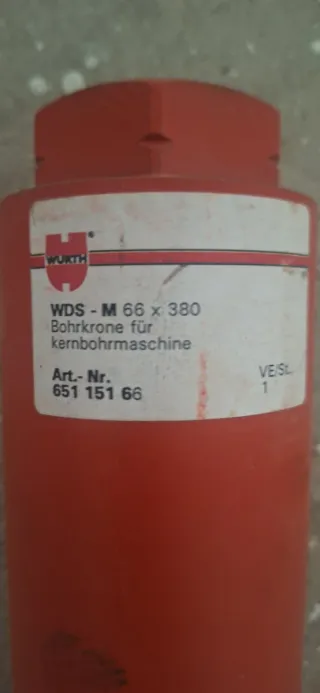 WÜRTH
®
WDS - M 66 x 380
Bohrkrone für
kernbohrmaschine
Art.- Nr.
651 151 66
VE/St.
1